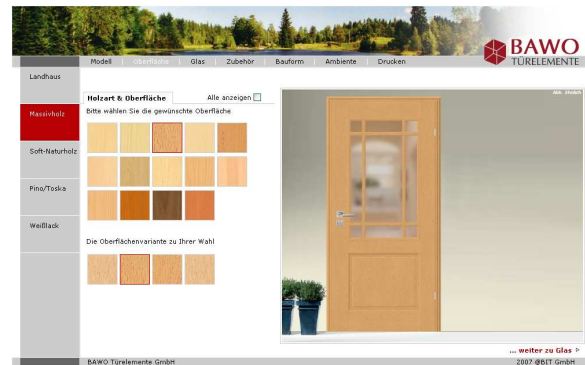 BAWO
TÜRELEMENTE
Modell | Oberfläche | Glas | Zubehör | Bauform | Ambiente | Drucken
Landhaus
Massivholz
Soft-Naturholz
Pino/Toska
Weißlack
Holzart & Oberfläche
Alle anzeigen
Bitte wählen Sie die gewünschte Oberfläche
Die Oberflächenvariante zu Ihrer Wahl
Abb. ähnlich
... weiter zu Glas
BAWO Türelemente GmbH
2007 @BIT GmbH